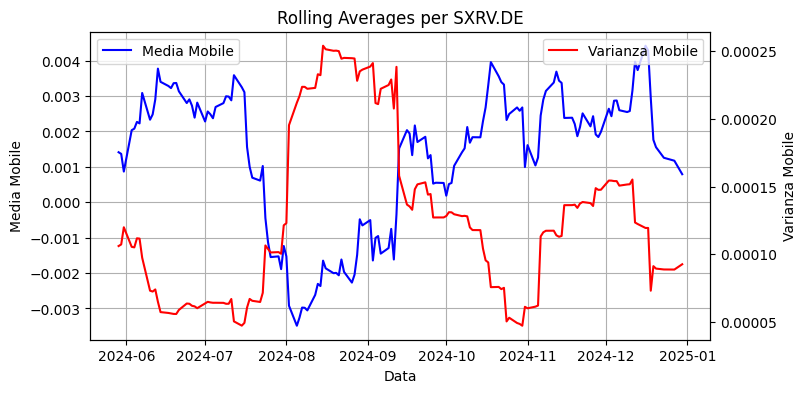 Rolling Averages per SXRV.DE
Media Mobile
Varianza Mobile
Media Mobile
0.004
0.003
0.002
0.001
0.000
−0.001
−0.002
−0.003
0.00025
0.00020
0.00015
0.00010
0.00005
Varianza Mobile
2024-06 2024-07 2024-08 2024-09 2024-10 2024-11 2024-12 2025-01
Data